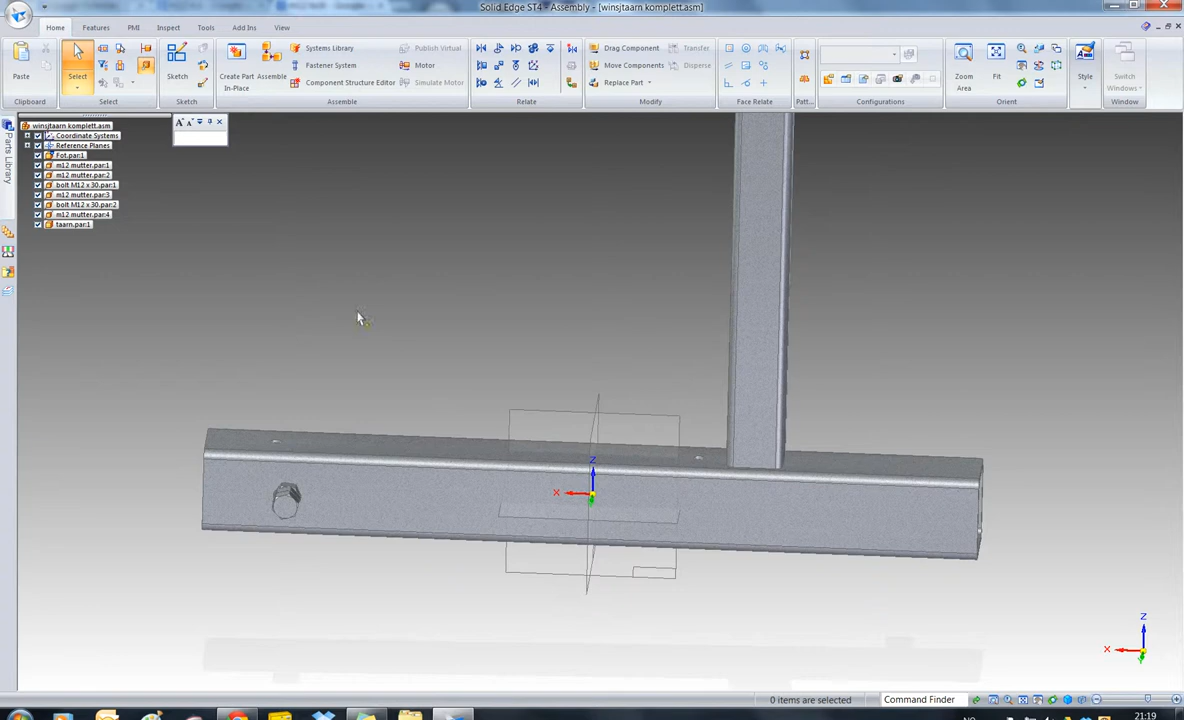 Solid Edge ST4 - Assembly - [winsjtaarn komplett.asm]
Home Features PMI Inspect Tools Add Ins View
Paste
Clipboard
Select
Select
Sketch
Sketch
Create Part In-Place
Assemble
Systems Library
Fastener System
Component Structure Editor
Publish Virtual
Motor
Simulate Motor
Assemble
Relate
Drag Component
Move Components
Replace Part
Transfer
Disperse
Modify
Face Relate
Patt...
Configurations
Zoom Area
Fit
Orient
Style
Switch Windows
Window
Parts Library
winsjtaarn komplett.asm
Coordinate Systems
Reference Planes
Fot.par:1
m12 mutter.par:1
m12 mutter.par:2
bolt M12 x 30.par:1
m12 mutter.par:3
bolt M12 x 30.par:2
m12 mutter.par:4
taarn.par:1
Z
X
Z
X
Y
0 items are selected
Command Finder
NO
21:19